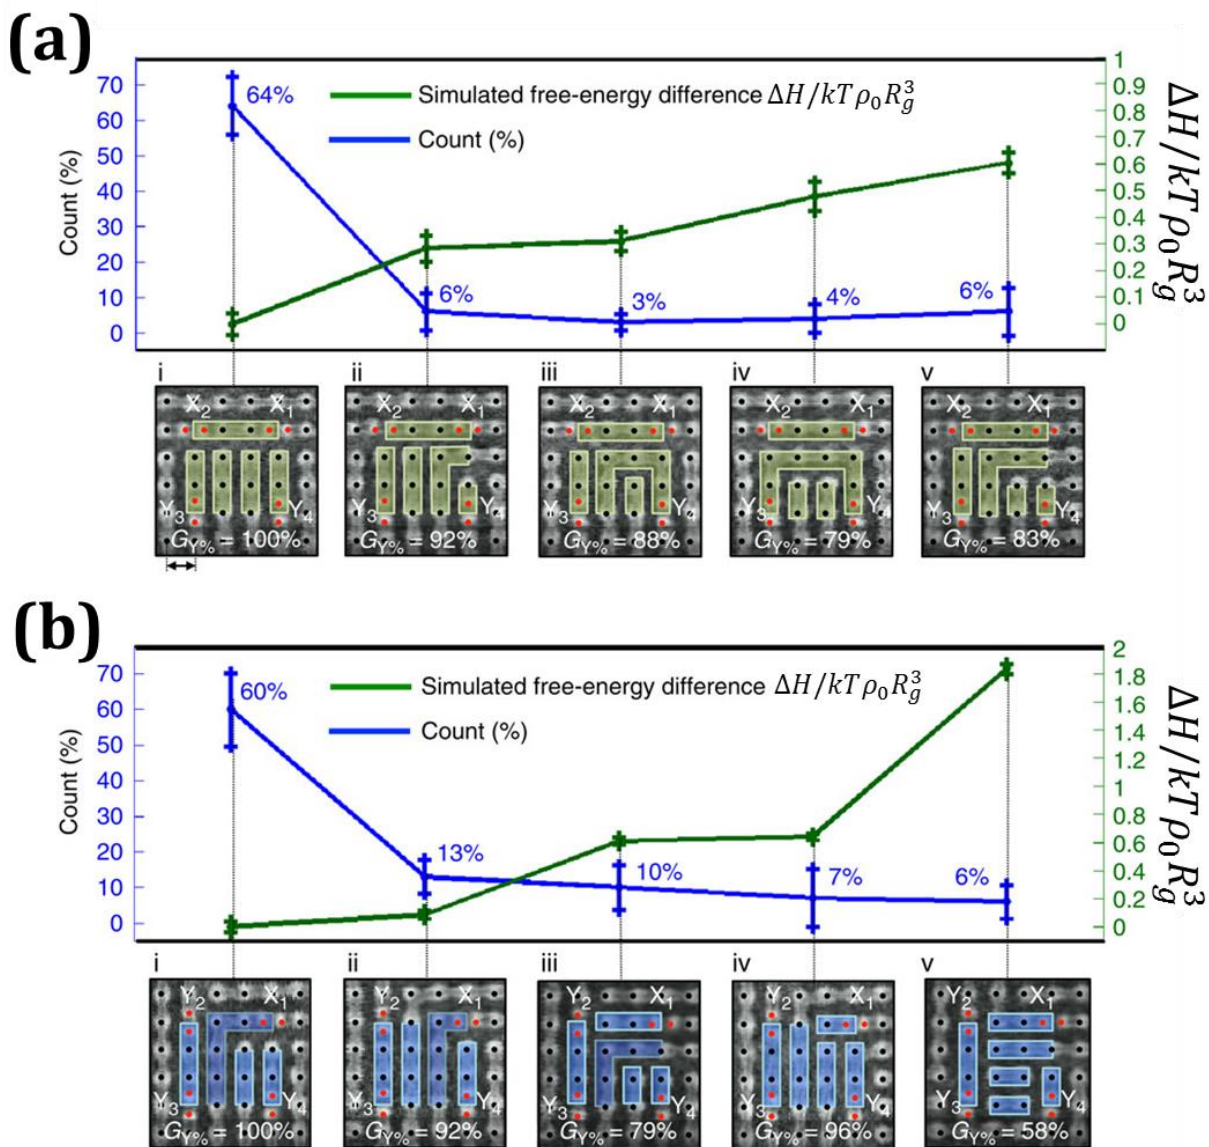 (a)
Simulated free-energy difference ΔH/kTρ₀R_g³
Count (%)
Count (%)
70
60
50
40
30
20
10
0
64%
6%
3%
4%
6%
1
0.9
0.8
0.7
0.6
0.5
0.4
0.3
0.2
0.1
0
ΔH/kTρ₀R_g³
i ii iii iv v
X₂ X₁ X₂ X₁ X₂ X₁ X₂ X₁ X₂ X₁
Y₃ Y₄ Y₃ Y₄ Y₃ Y₄ Y₃ Y₄ Y₃ Y₄
G_Y% = 100% G_Y% = 92% G_Y% = 88% G_Y% = 79% G_Y% = 83%
(b)
Simulated free-energy difference ΔH/kTρ₀R_g³
Count (%)
Count (%)
70
60
50
40
30
20
10
0
60%
13%
10%
7%
6%
2
1.8
1.6
1.4
1.2
1
0.8
0.6
0.4
0.2
0
ΔH/kTρ₀R_g³
i ii iii iv v
Y₂ X₁ Y₂ X₁ Y₂ X₁ Y₂ X₁ Y₂ X₁
Y₃ Y₄ Y₃ Y₄ Y₃ Y₄ Y₃ Y₄ Y₃ Y₄
G_Y% = 100% G_Y% = 92% G_Y% = 79% G_Y% = 96% G_Y% = 58%